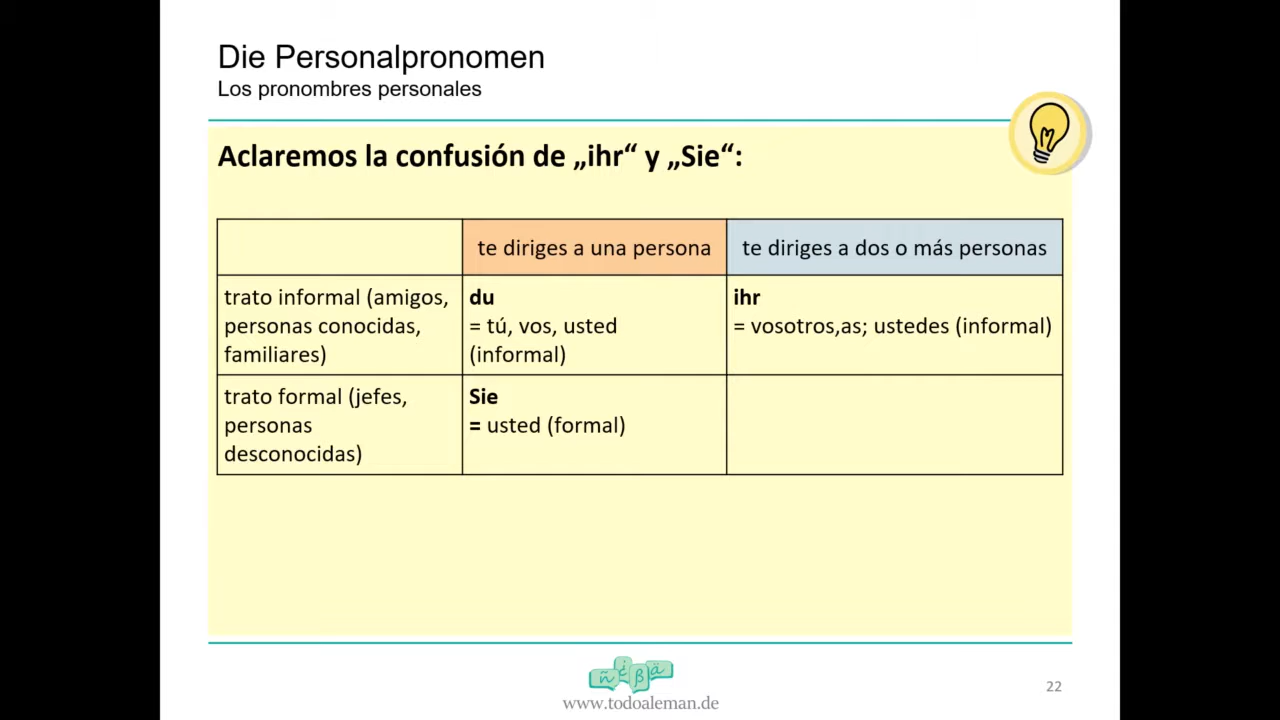 Die Personalpronomen
Los pronombres personales
Aclaremos la confusión de „ihr“ y „Sie“:
te diriges a una persona
te diriges a dos o más personas
trato informal (amigos,
personas conocidas,
familiares)
du
= tú, vos, usted
(informal)
ihr
= vosotros,as; ustedes (informal)
trato formal (jefes,
personas
desconocidas)
Sie
= usted (formal)
ñ ¿ ß ä
www.todoaleman.de
22